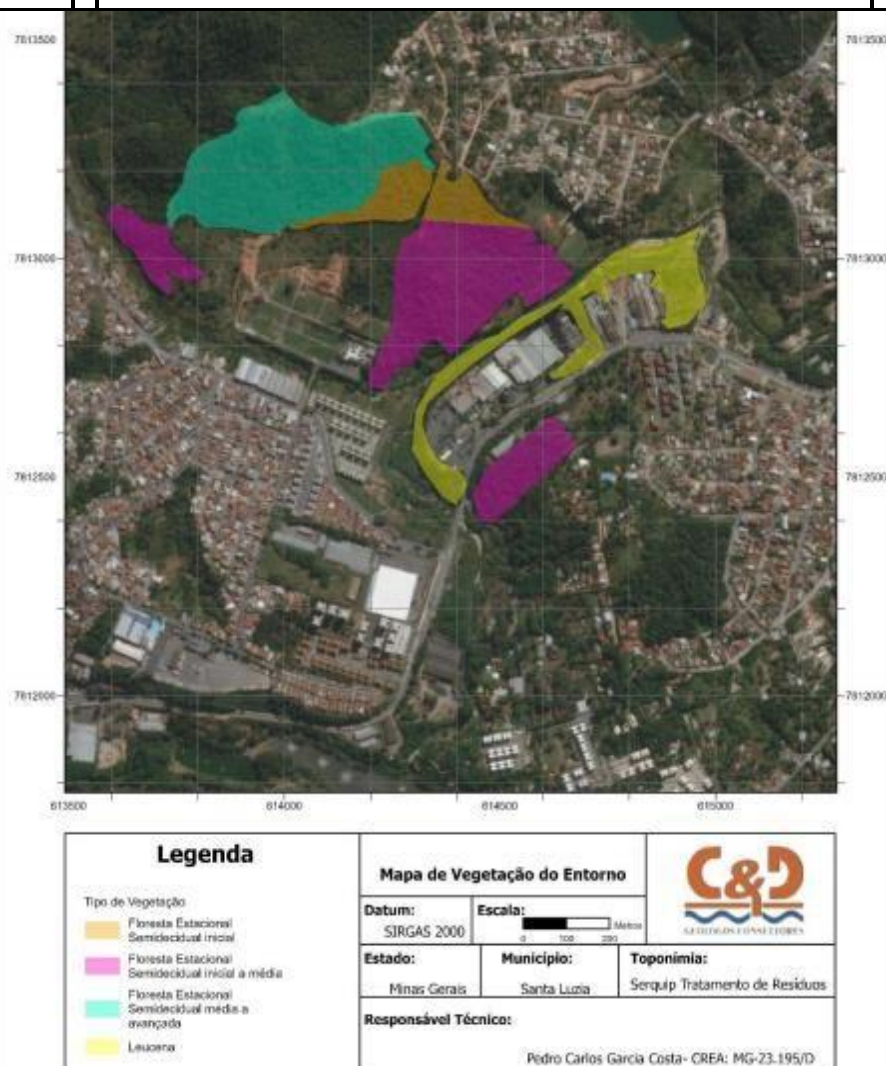 7813500
7813500
7813000
7813000
7812500
7812500
7812000
7812000
613500
614000
614500
615000
Legenda
Tipo de Vegetação
Floresta Estacional
Semidecidual inicial
Floresta Estacional
Semidecidual inicial a média
Floresta Estacional
Semidecidual média a
avançada
Leucena
Mapa de Vegetação do Entorno
Datum:
SIRGAS 2000
Escala:
Metros
0 100 200
C&D
GEÓLOGOS CONSULTORES
Estado:
Minas Gerais
Município:
Santa Luzia
Toponímia:
Serquip Tratamento de Resíduos
Responsável Técnico:
Pedro Carlos Garcia Costa- CREA: MG-23.195/D